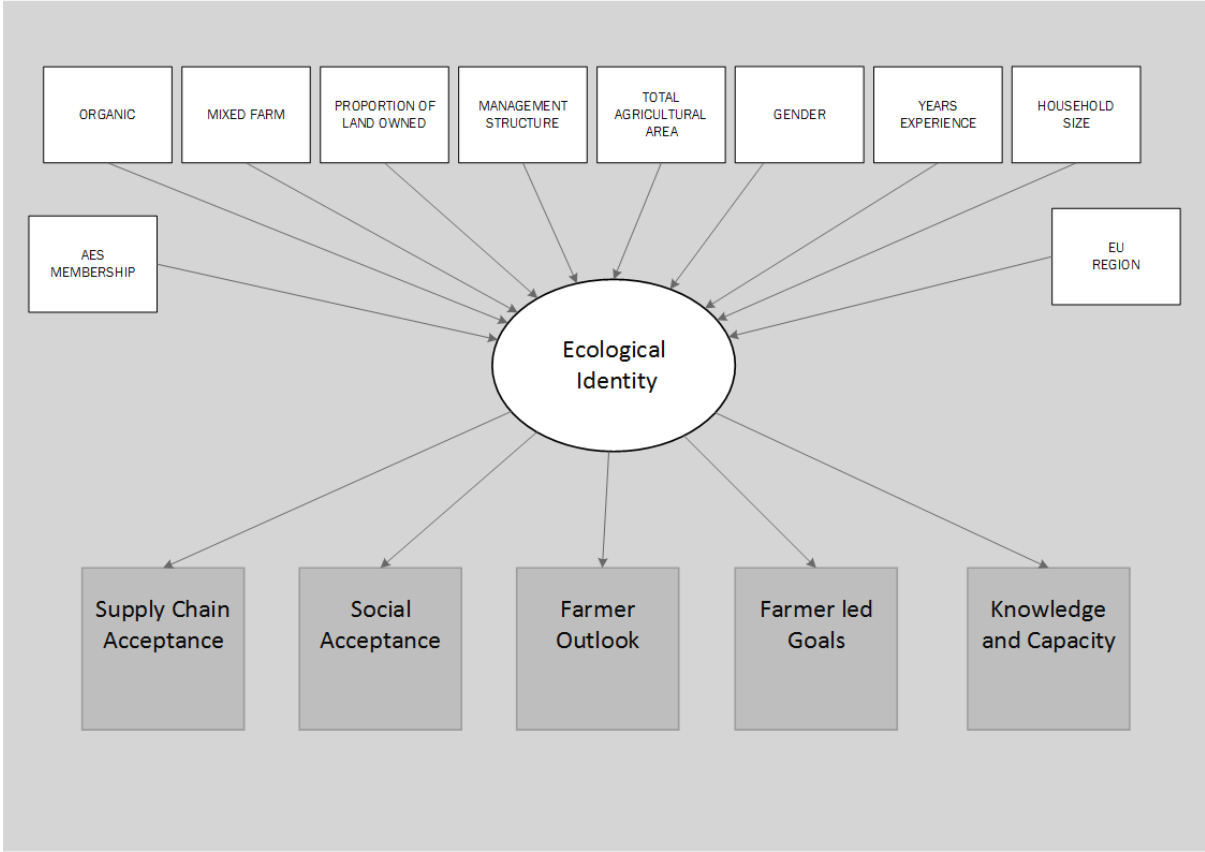 ORGANIC
MIXED FARM
PROPORTION OF
LAND OWNED
MANAGEMENT
STRUCTURE
TOTAL
AGRICULTURAL
AREA
GENDER
YEARS
EXPERIENCE
HOUSEHOLD
SIZE
AES
MEMBERSHIP
EU
REGION
Ecological
Identity
Supply Chain
Acceptance
Social
Acceptance
Farmer
Outlook
Farmer led
Goals
Knowledge
and Capacity